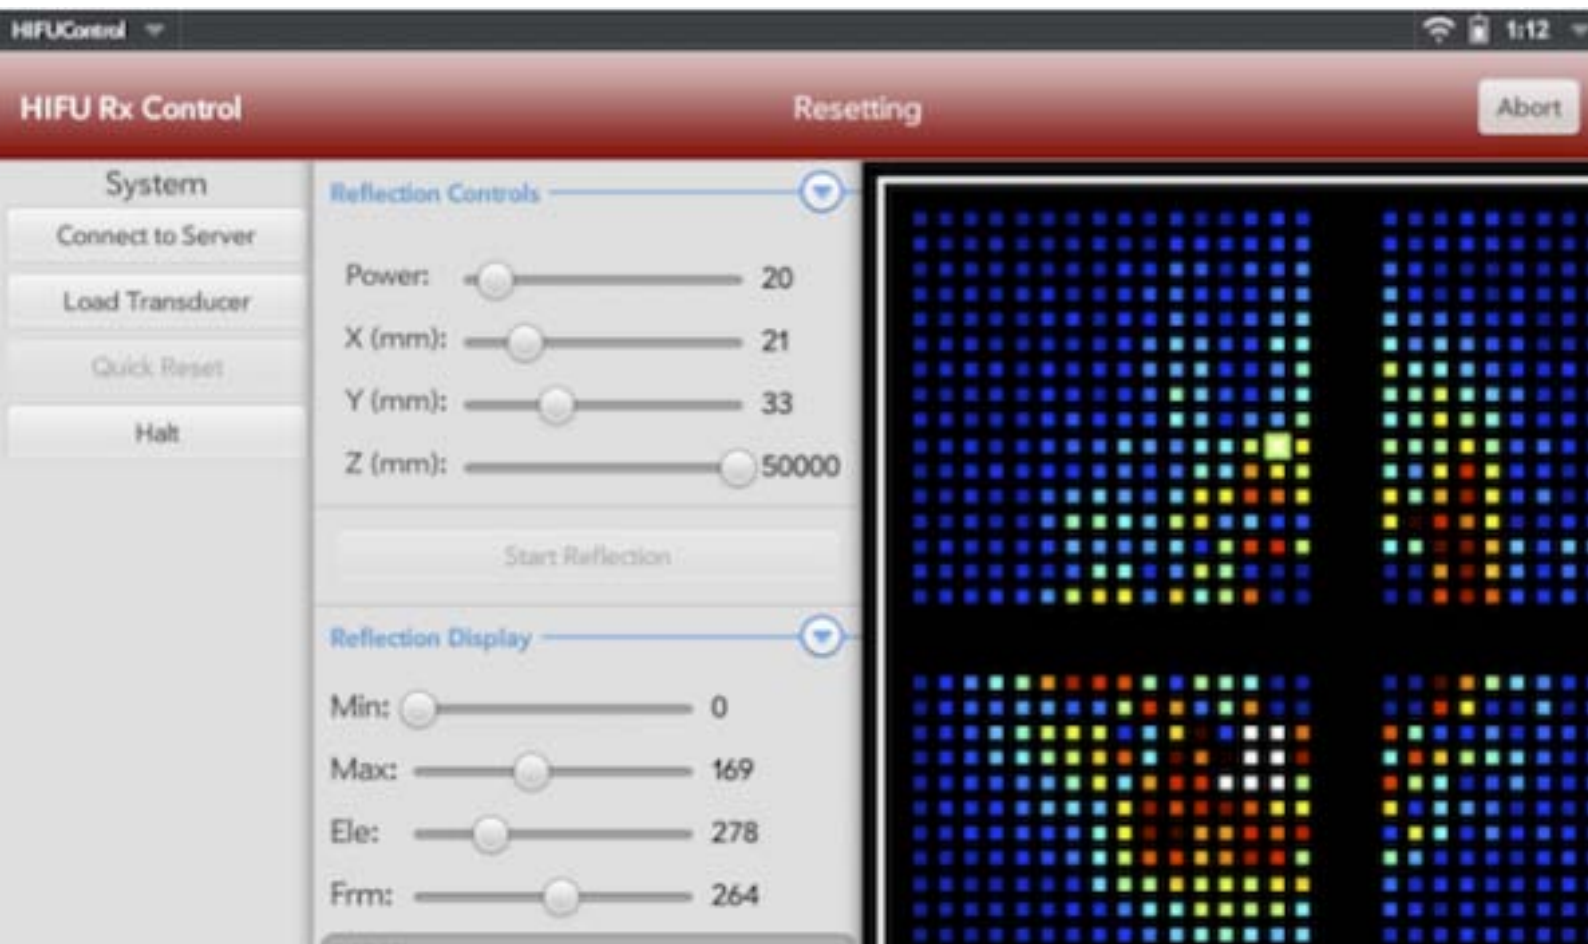 HIFUControl
1:12
HIFU Rx Control
Resetting
Abort
System
Connect to Server
Load Transducer
Quick Reset
Halt
Reflection Controls
Power: 20
X (mm): 21
Y (mm): 33
Z (mm): 50000
Start Reflection
Reflection Display
Min: 0
Max: 169
Ele: 278
Frm: 264